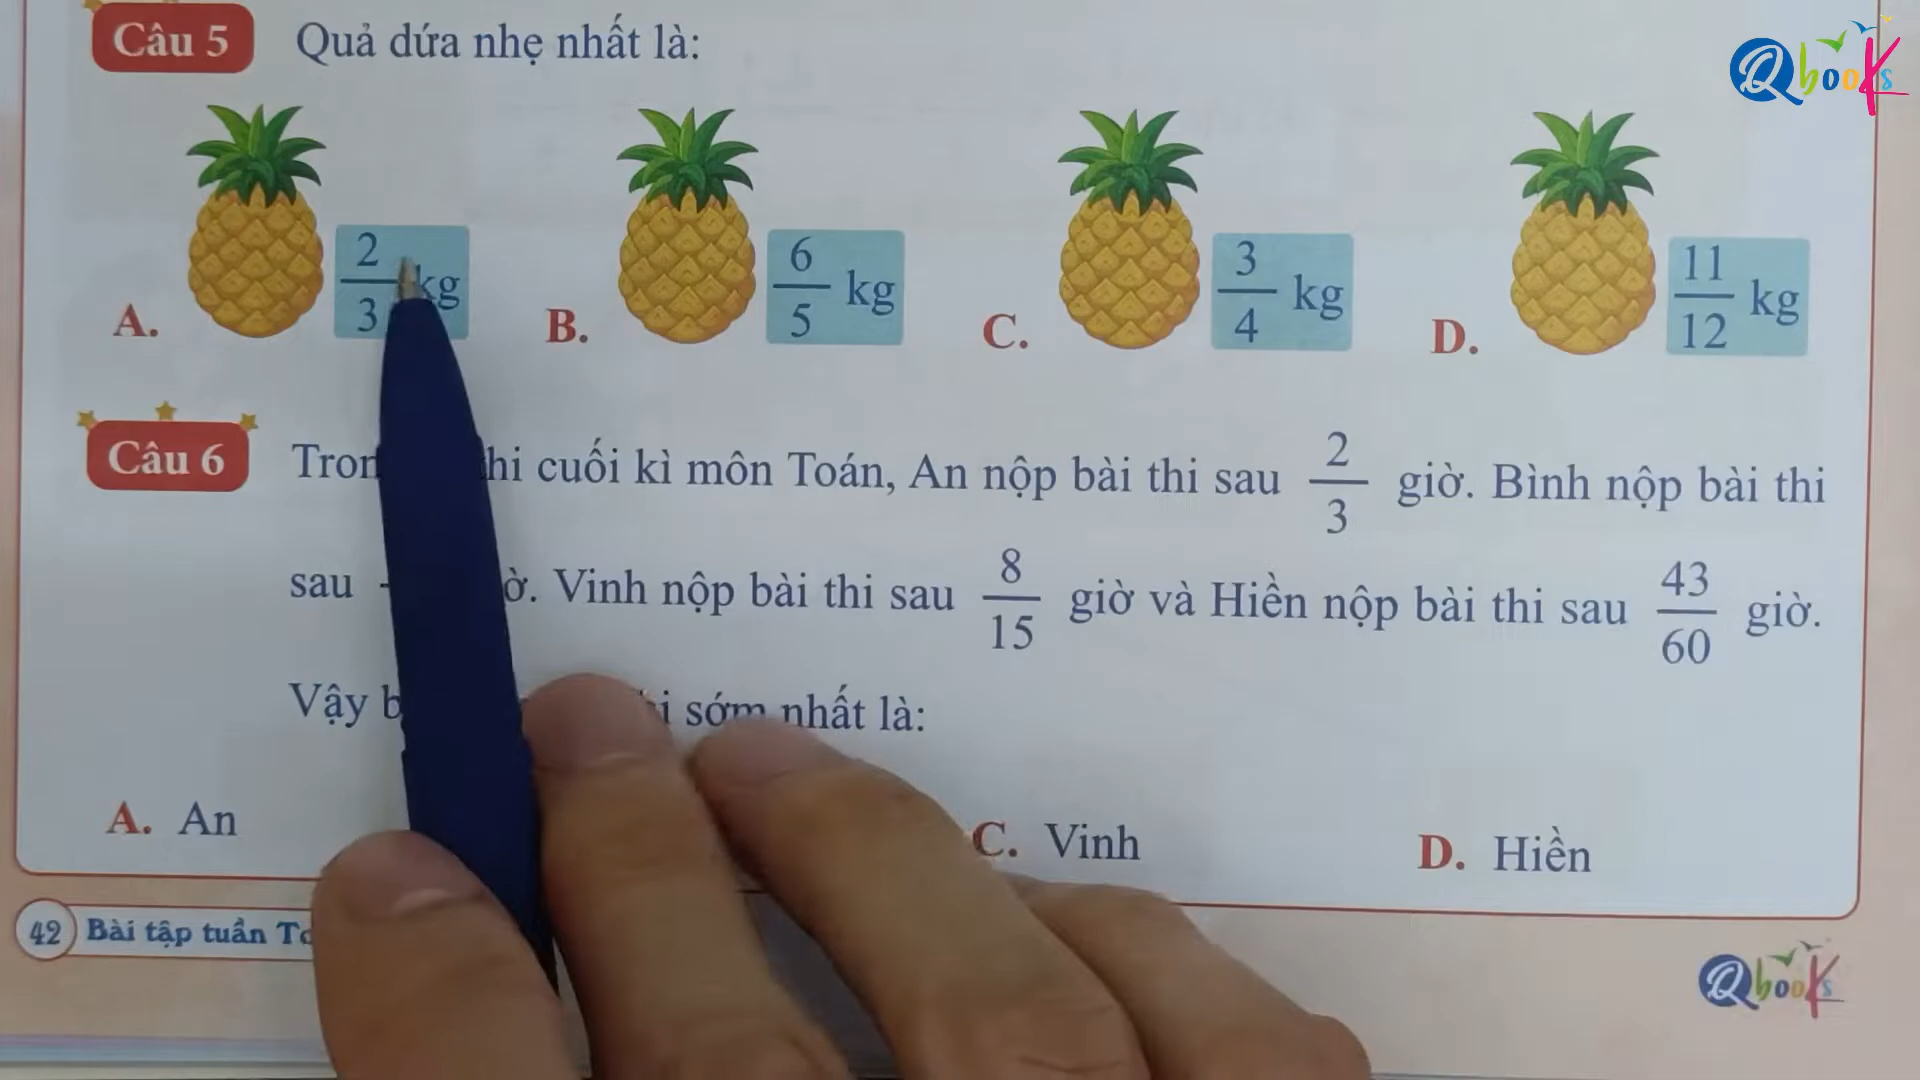 Câu 5 Quả dứa nhẹ nhất là:
A. 2/3 kg B. 6/5 kg C. 3/4 kg D. 11/12 kg
Câu 6 cuối kì môn Toán, An nộp bài thi sau 2/3 giờ. Bình nộp bài thi
sau giờ. Vinh nộp bài thi sau 8/15 giờ và Hiền nộp bài thi sau 43/60 giờ.
Vậy sớm nhất là:
A. An C. Vinh D. Hiền
42 Bài tập tuần
Qbooks
Qbooks